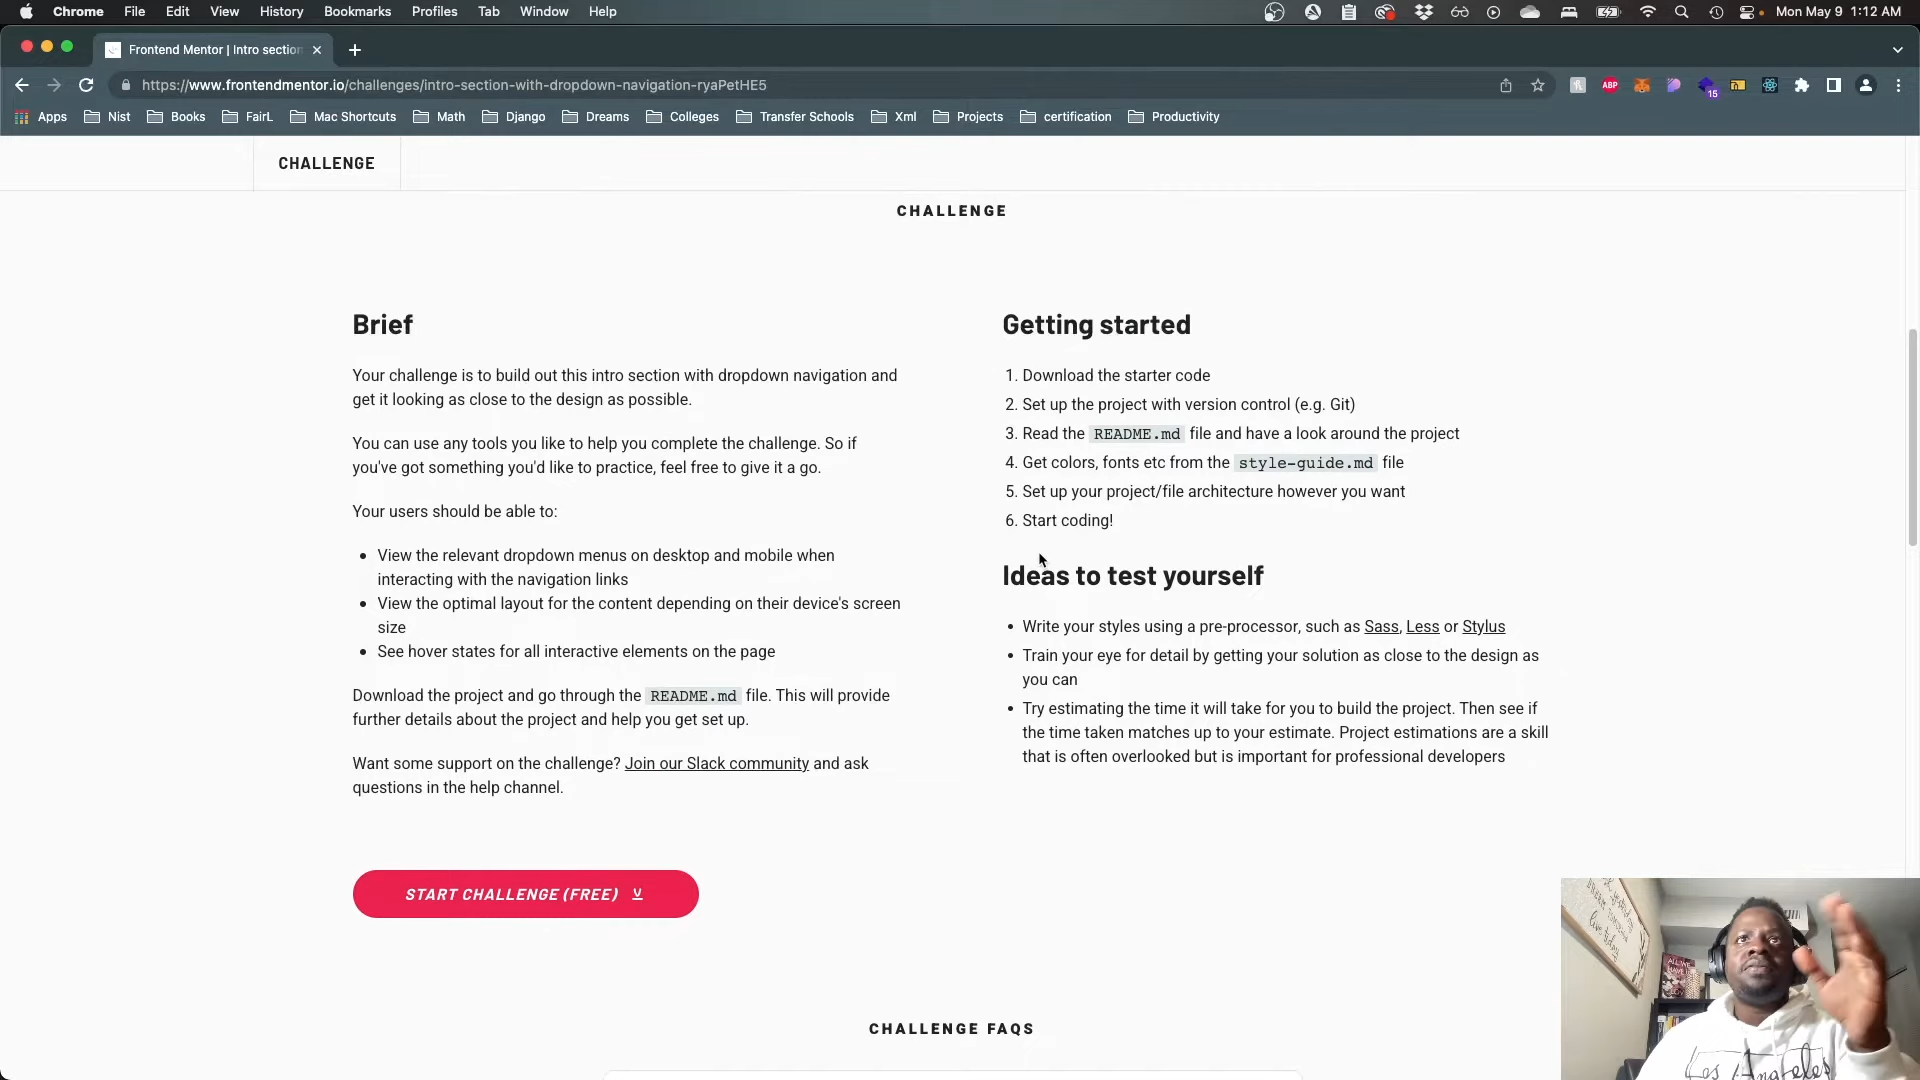 Chrome File Edit View History Bookmarks Profiles Tab Window Help Mon May 9 1:12 AM
Frontend Mentor | Intro section
https://www.frontendmentor.io/challenges/intro-section-with-dropdown-navigation-ryaPetHE5
ABP
15
Apps Nist Books FairL Mac Shortcuts Math Django Dreams Colleges Transfer Schools Xml Projects certification Productivity
CHALLENGE
CHALLENGE
Brief
Your challenge is to build out this intro section with dropdown navigation and
get it looking as close to the design as possible.
You can use any tools you like to help you complete the challenge. So if
you've got something you'd like to practice, feel free to give it a go.
Your users should be able to:
• View the relevant dropdown menus on desktop and mobile when
interacting with the navigation links
• View the optimal layout for the content depending on their device's screen
size
• See hover states for all interactive elements on the page
Download the project and go through the README.md file. This will provide
further details about the project and help you get set up.
Want some support on the challenge? Join our Slack community and ask
questions in the help channel.
START CHALLENGE (FREE)
Getting started
1. Download the starter code
2. Set up the project with version control (e.g. Git)
3. Read the README.md file and have a look around the project
4. Get colors, fonts etc from the style-guide.md file
5. Set up your project/file architecture however you want
6. Start coding!
Ideas to test yourself
• Write your styles using a pre-processor, such as Sass, Less or Stylus
• Train your eye for detail by getting your solution as close to the design as
you can
• Try estimating the time it will take for you to build the project. Then see if
the time taken matches up to your estimate. Project estimations are a skill
that is often overlooked but is important for professional developers
CHALLENGE FAQS
Los Angeles